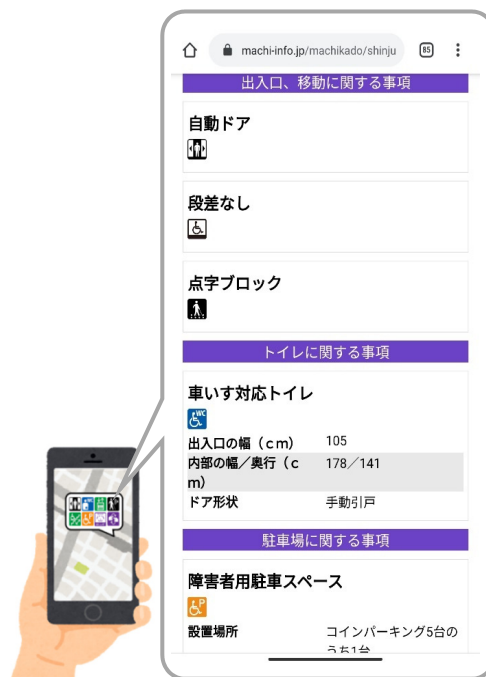 machi-info.jp/machikado/shinju
85
出入口、移動に関する事項
自動ドア
段差なし
点字ブロック
トイレに関する事項
車いす対応トイレ
WC
出入口の幅（ｃｍ） 105
内部の幅／奥行（ｃ 178／141
ｍ）
ドア形状 手動引戸
駐車場に関する事項
障害者用駐車スペース
P
設置場所 コインパーキング5台の
うち1台